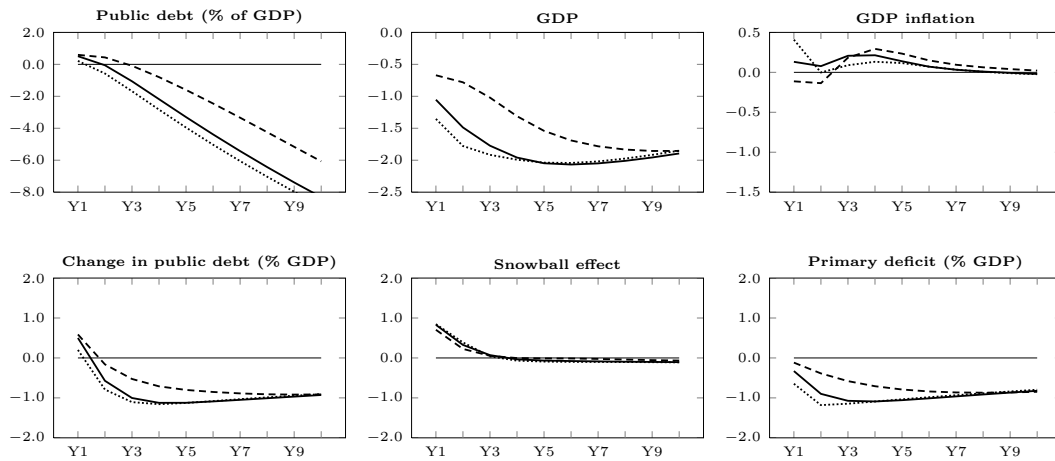 Public debt (% of GDP)
2.0
0.0
−2.0
−4.0
−6.0
−8.0
Y1 Y3 Y5 Y7 Y9
GDP
0.0
−0.5
−1.0
−1.5
−2.0
−2.5
Y1 Y3 Y5 Y7 Y9
GDP inflation
0.5
0.0
−0.5
−1.0
−1.5
Y1 Y3 Y5 Y7 Y9
Change in public debt (% GDP)
2.0
1.0
0.0
−1.0
−2.0
Y1 Y3 Y5 Y7 Y9
Snowball effect
2.0
1.0
0.0
−1.0
−2.0
Y1 Y3 Y5 Y7 Y9
Primary deficit (% GDP)
2.0
1.0
0.0
−1.0
−2.0
Y1 Y3 Y5 Y7 Y9